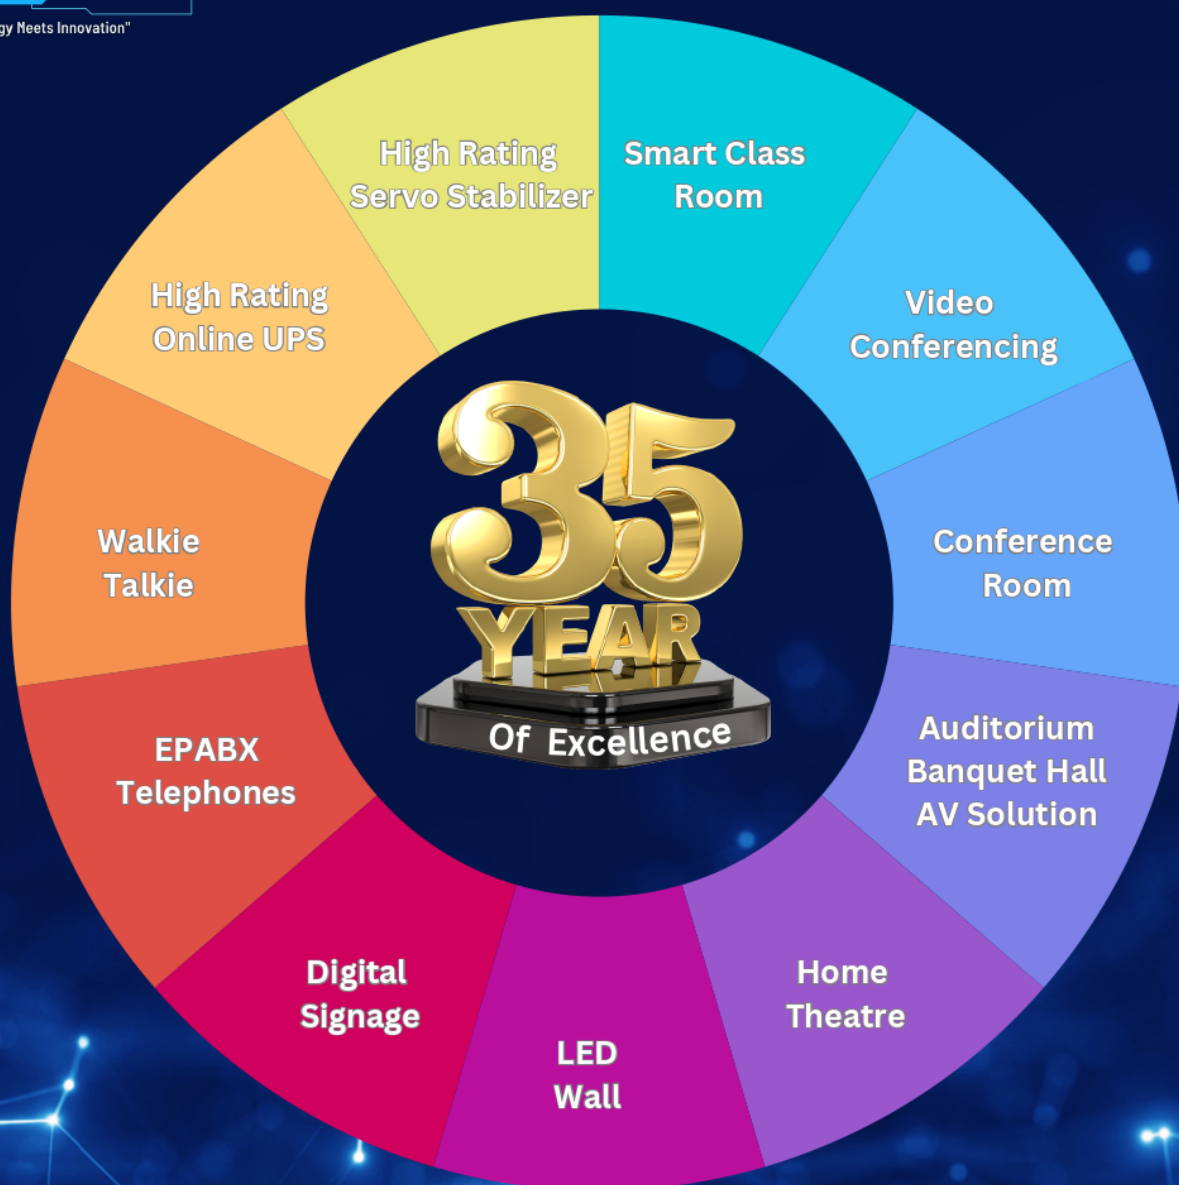 Meets Innovation"
High Rating
Servo Stabilizer
Smart Class
Room
Video
Conferencing
Conference
Room
Auditorium
Banquet Hall
AV Solution
Home
Theatre
LED
Wall
Digital
Signage
EPABX
Telephones
Walkie
Talkie
High Rating
Online UPS
35
YEAR
Of Excellence